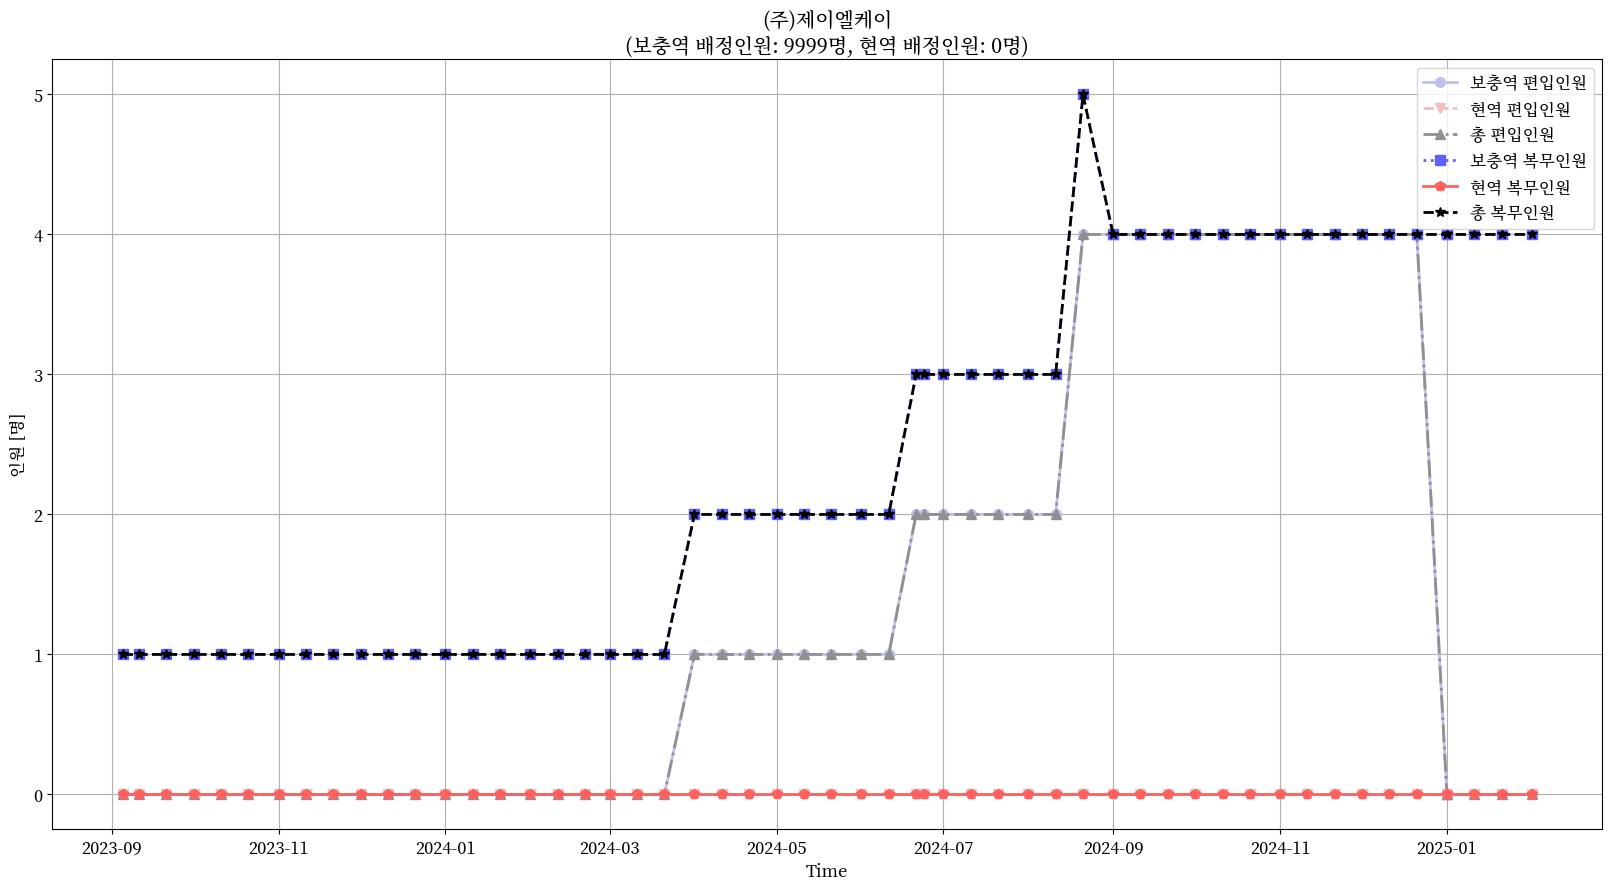 (주)제이엘케이
(보충역 배정인원: 9999명, 현역 배정인원: 0명)
보충역 편입인원
현역 편입인원
총 편입인원
보충역 복무인원
현역 복무인원
총 복무인원
인원 [명]
5
4
3
2
1
0
2023-09 2023-11 2024-01 2024-03 2024-05 2024-07 2024-09 2024-11 2025-01
Time